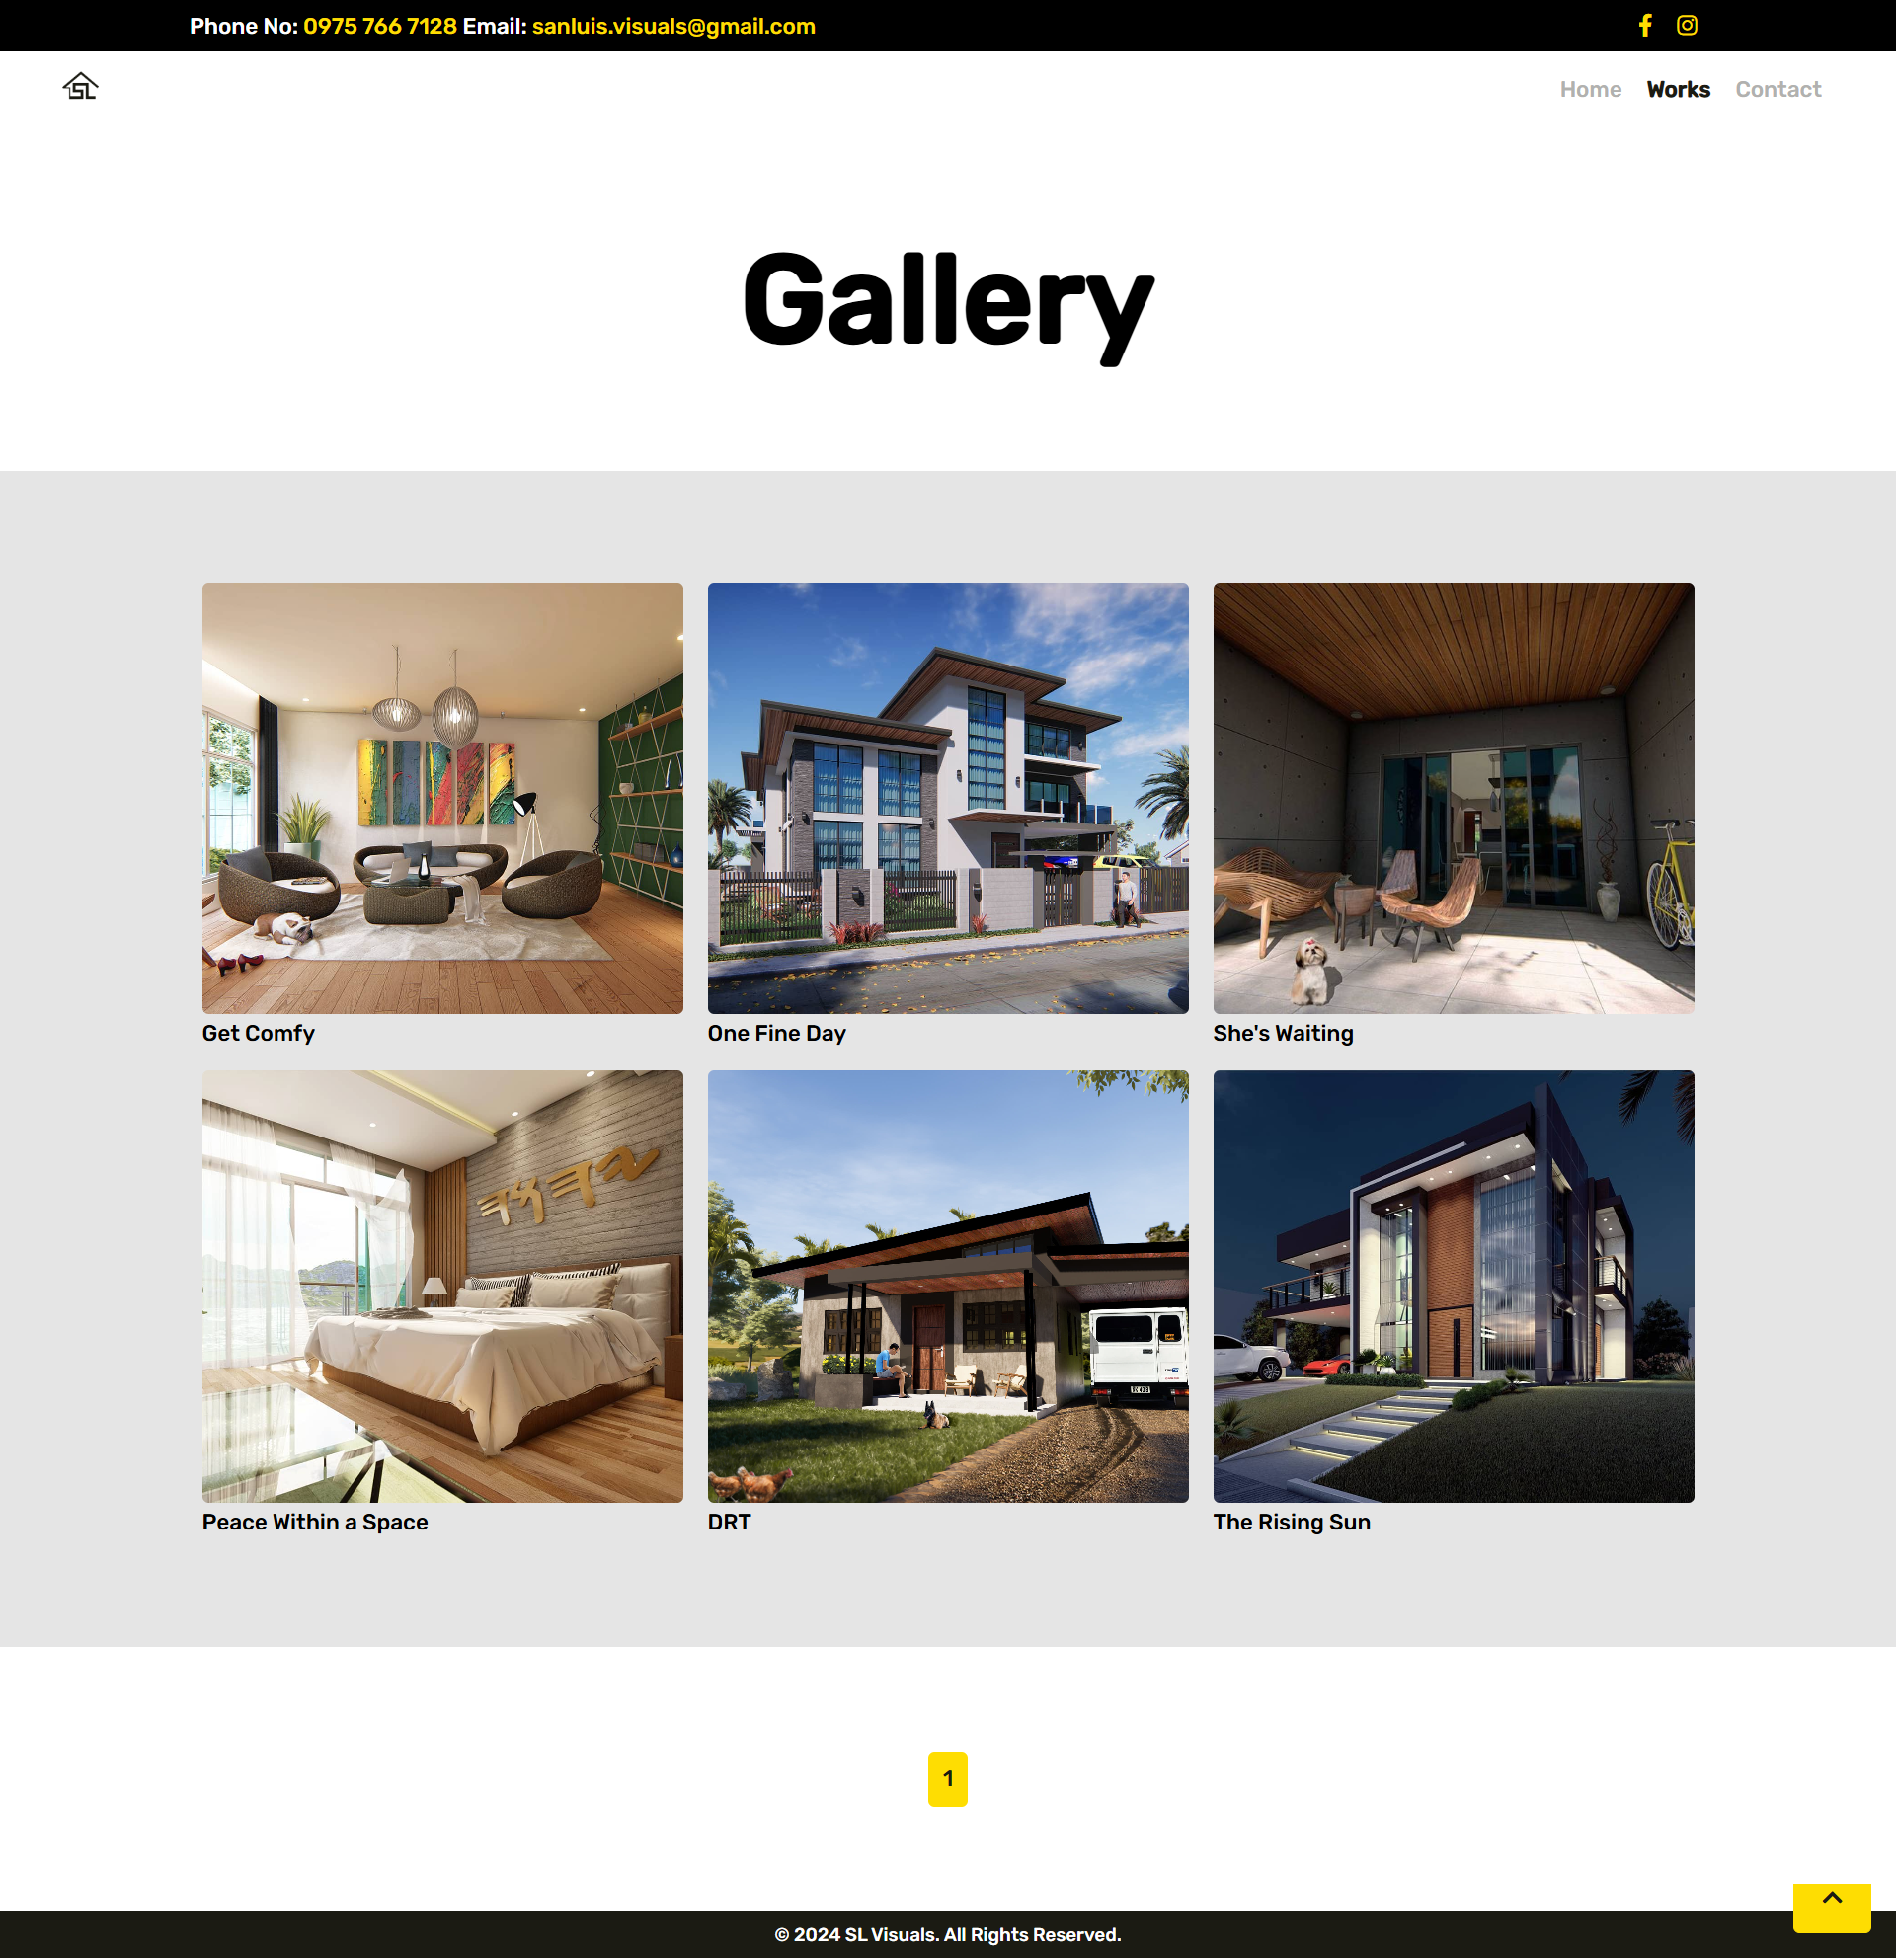 Phone No: 0975 766 7128 Email: sanluis.visuals@gmail.com
SL
Home Works Contact
Gallery
Get Comfy
One Fine Day
She's Waiting
𐤉𐤄𐤅𐤄
Peace Within a Space
DRT
The Rising Sun
1
© 2024 SL Visuals. All Rights Reserved.